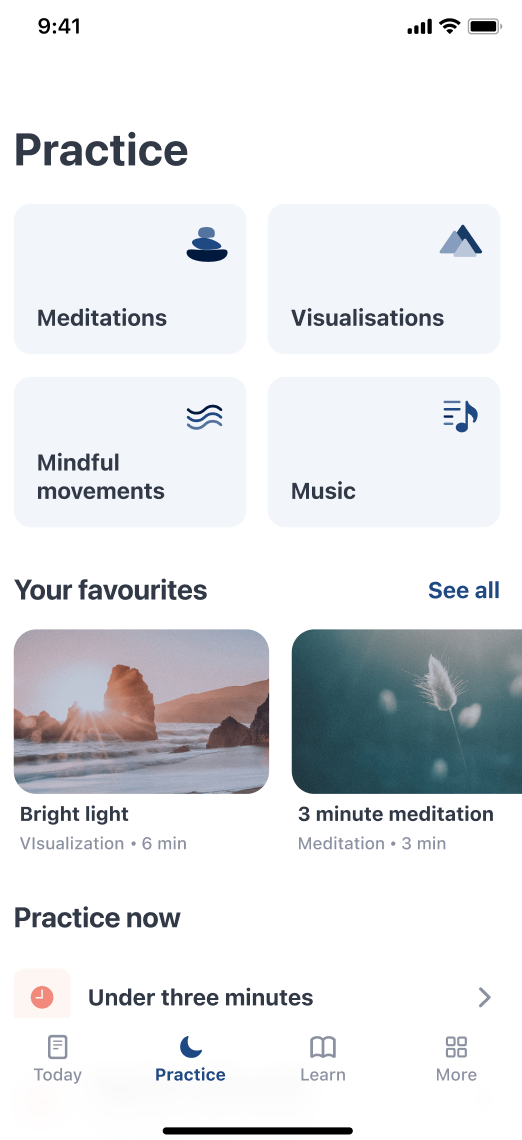 9:41
Practice
Meditations
Visualisations
Mindful
movements
Music
Your favourites
See all
Bright light
VIsualization • 6 min
3 minute meditation
Meditation • 3 min
Practice now
Under three minutes
Today
Practice
Learn
More